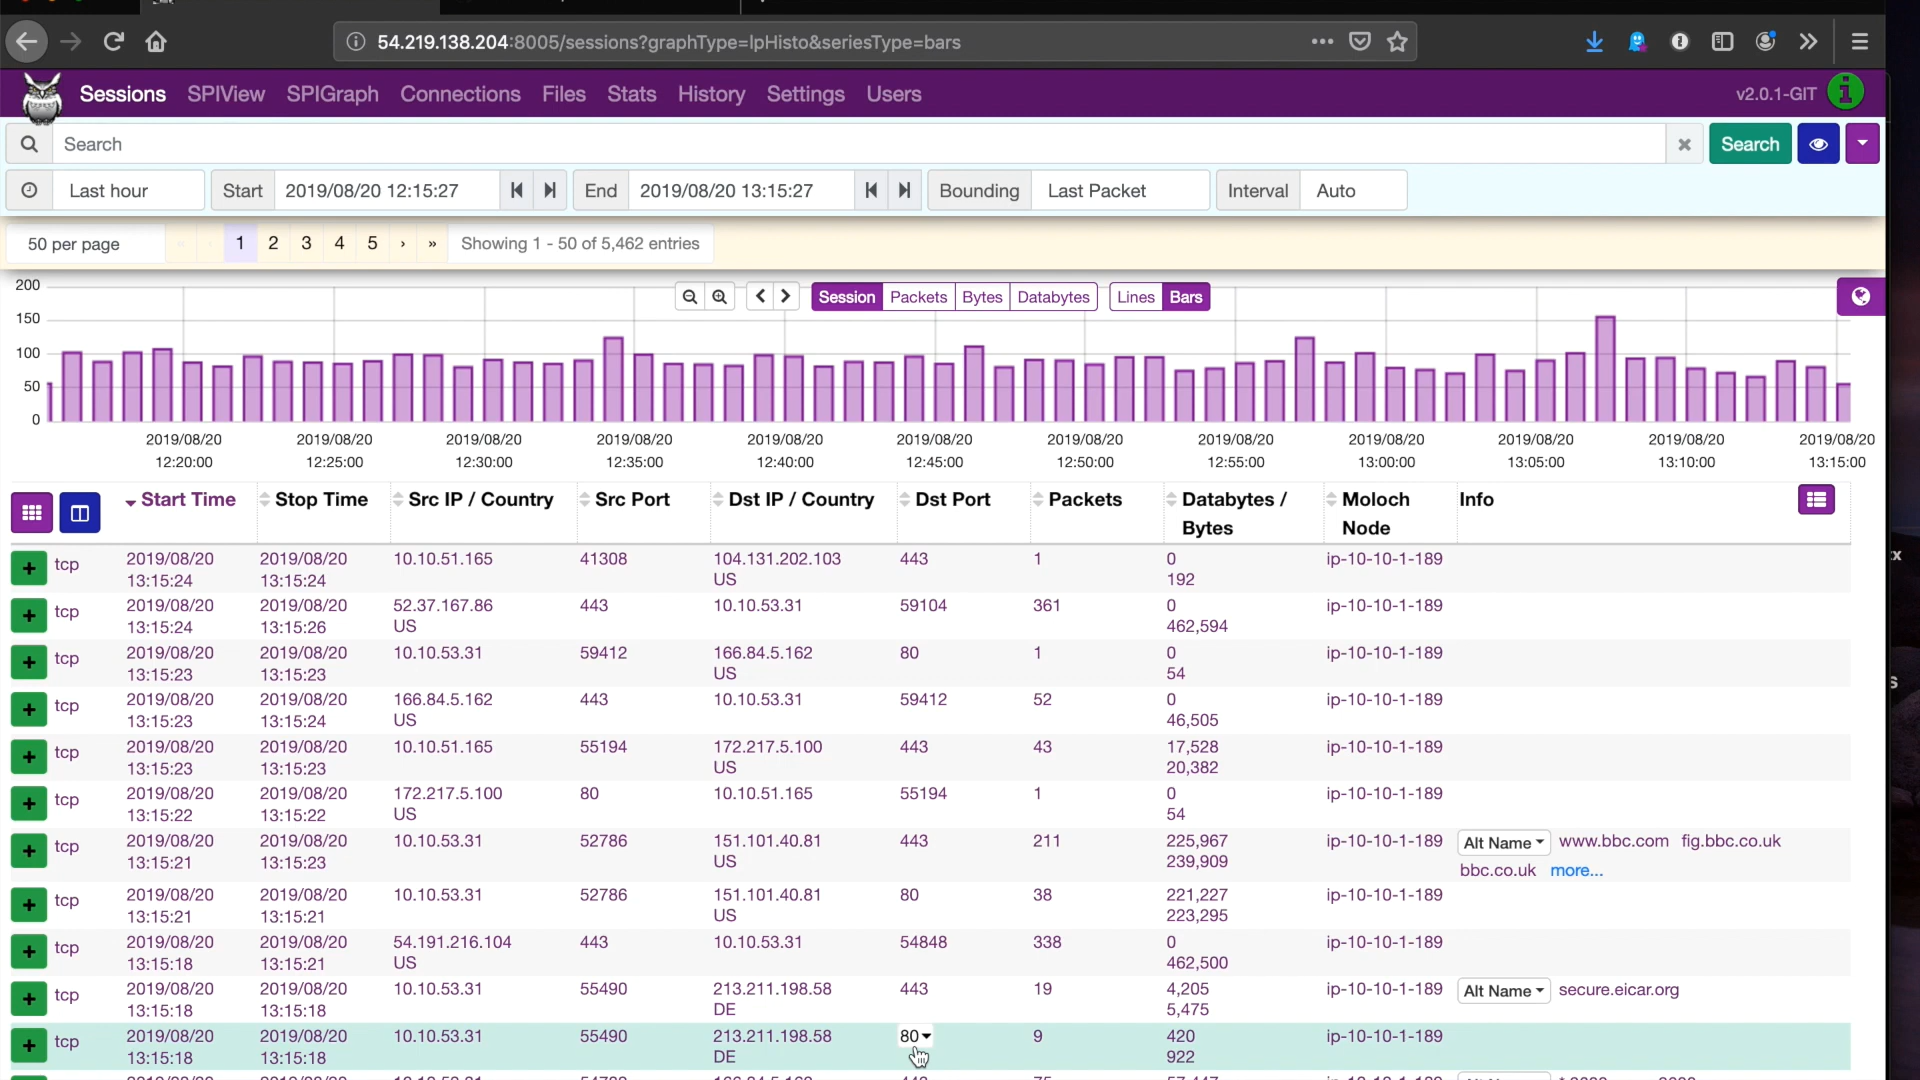 54.219.138.204:8005/sessions?graphType=lpHisto&seriesType=bars
Sessions SPIView SPIGraph Connections Files Stats History Settings Users v2.0.1-GIT
Search Search
Last hour Start 2019/08/20 12:15:27 End 2019/08/20 13:15:27 Bounding Last Packet Interval Auto
50 per page « ‹ 1 2 3 4 5 › » Showing 1 - 50 of 5,462 entries
Session Packets Bytes Databytes Lines Bars
200
150
100
50
0
2019/08/20 2019/08/20 2019/08/20 2019/08/20 2019/08/20 2019/08/20 2019/08/20 2019/08/20 2019/08/20 2019/08/20 2019/08/20 2019/08/20
12:20:00 12:25:00 12:30:00 12:35:00 12:40:00 12:45:00 12:50:00 12:55:00 13:00:00 13:05:00 13:10:00 13:15:00
Start Time Stop Time Src IP / Country Src Port Dst IP / Country Dst Port Packets Databytes / Moloch Info
Bytes Node
tcp 2019/08/20 2019/08/20 10.10.51.165 41308 104.131.202.103 443 1 0 ip-10-10-1-189
13:15:24 13:15:24 US 192
tcp 2019/08/20 2019/08/20 52.37.167.86 443 10.10.53.31 59104 361 0 ip-10-10-1-189
13:15:24 13:15:26 US 462,594
tcp 2019/08/20 2019/08/20 10.10.53.31 59412 166.84.5.162 80 1 0 ip-10-10-1-189
13:15:23 13:15:23 US 54
tcp 2019/08/20 2019/08/20 166.84.5.162 443 10.10.53.31 59412 52 0 ip-10-10-1-189
13:15:23 13:15:24 US 46,505
tcp 2019/08/20 2019/08/20 10.10.51.165 55194 172.217.5.100 443 43 17,528 ip-10-10-1-189
13:15:23 13:15:23 US 20,382
tcp 2019/08/20 2019/08/20 172.217.5.100 80 10.10.51.165 55194 1 0 ip-10-10-1-189
13:15:22 13:15:22 US 54
tcp 2019/08/20 2019/08/20 10.10.53.31 52786 151.101.40.81 443 211 225,967 ip-10-10-1-189 Alt Name www.bbc.com fig.bbc.co.uk
13:15:21 13:15:23 US 239,909 bbc.co.uk more...
tcp 2019/08/20 2019/08/20 10.10.53.31 52786 151.101.40.81 80 38 221,227 ip-10-10-1-189
13:15:21 13:15:21 US 223,295
tcp 2019/08/20 2019/08/20 54.191.216.104 443 10.10.53.31 54848 338 0 ip-10-10-1-189
13:15:18 13:15:21 US 462,500
tcp 2019/08/20 2019/08/20 10.10.53.31 55490 213.211.198.58 443 19 4,205 ip-10-10-1-189 Alt Name secure.eicar.org
13:15:18 13:15:18 DE 5,475
tcp 2019/08/20 2019/08/20 10.10.53.31 55490 213.211.198.58 80 9 420 ip-10-10-1-189
13:15:18 13:15:18 DE 922